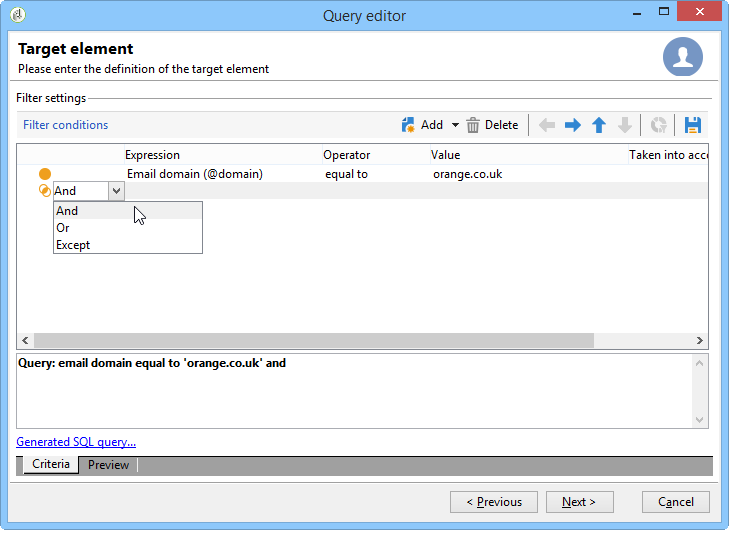 Query editor
Target element
Please enter the definition of the target element
Filter settings
Filter conditions Add Delete
Expression Operator Value Taken into acco
Email domain (@domain) equal to orange.co.uk
And
And
Or
Except
Query: email domain equal to 'orange.co.uk' and
Generated SQL query...
Criteria Preview
< Previous Next > Cancel